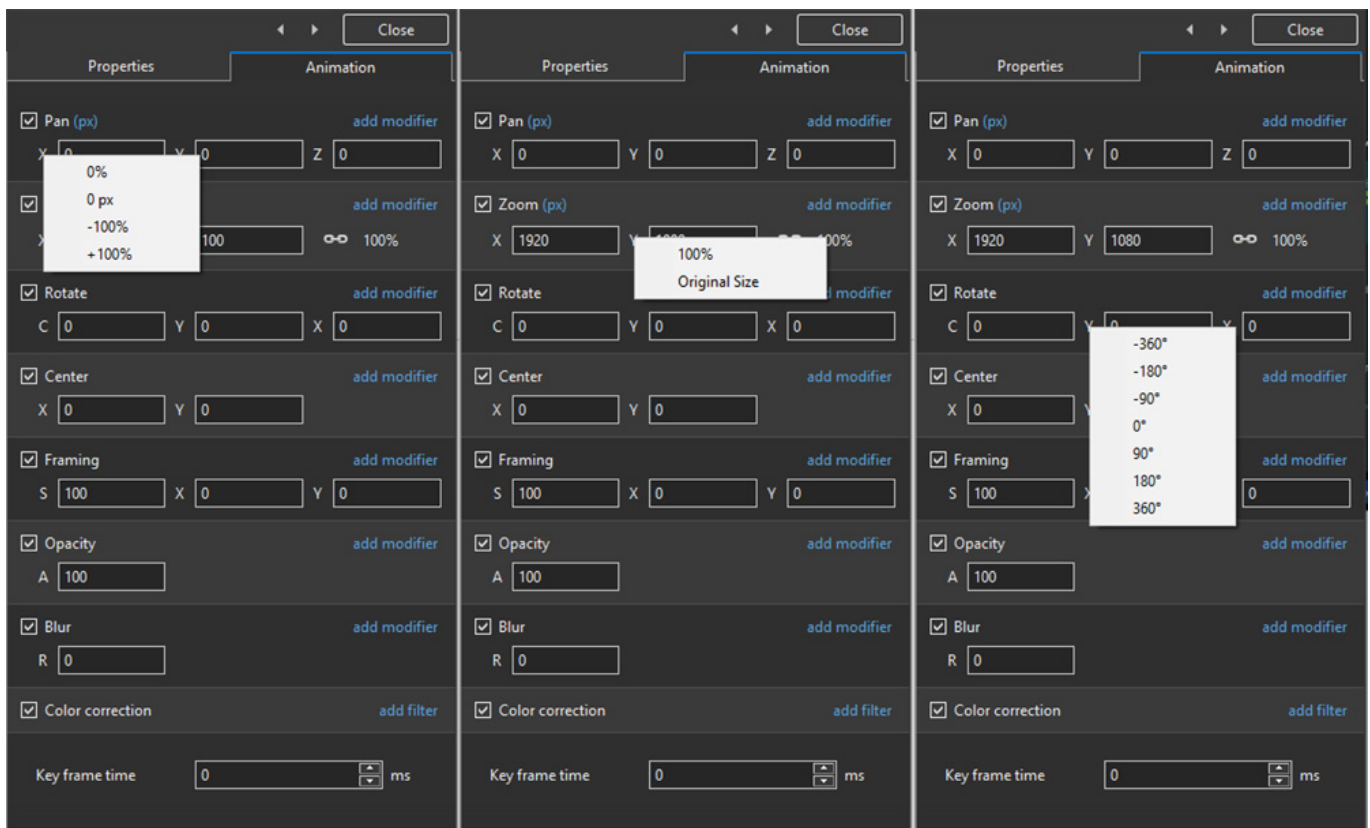 Close
Properties Animation
Pan (px) add modifier
X 0 Y 0 Z 0
0%
0 px
-100%
+100%
add modifier
100 100%
Rotate add modifier
C 0 Y 0 X 0
Center add modifier
X 0 Y 0
Framing add modifier
S 100 X 0 Y 0
Opacity add modifier
A 100
Blur add modifier
R 0
Color correction add filter
Key frame time 0 ms
Close
Properties Animation
Pan (px) add modifier
X 0 Y 0 Z 0
Zoom (px) add modifier
X 1920 Y 1080 100%
100%
Original Size
Rotate add modifier
C 0 Y 0 X 0
Center add modifier
X 0 Y 0
Framing add modifier
S 100 X 0 Y 0
Opacity add modifier
A 100
Blur add modifier
R 0
Color correction add filter
Key frame time 0 ms
Close
Properties Animation
Pan (px) add modifier
X 0 Y 0 Z 0
Zoom (px) add modifier
X 1920 Y 1080 100%
Rotate add modifier
C 0 Y 0 X 0
-360°
-180°
-90°
0°
90°
180°
360°
Center add modifier
X 0
Framing add modifier
S 100 0
Opacity add modifier
A 100
Blur add modifier
R 0
Color correction add filter
Key frame time 0 ms